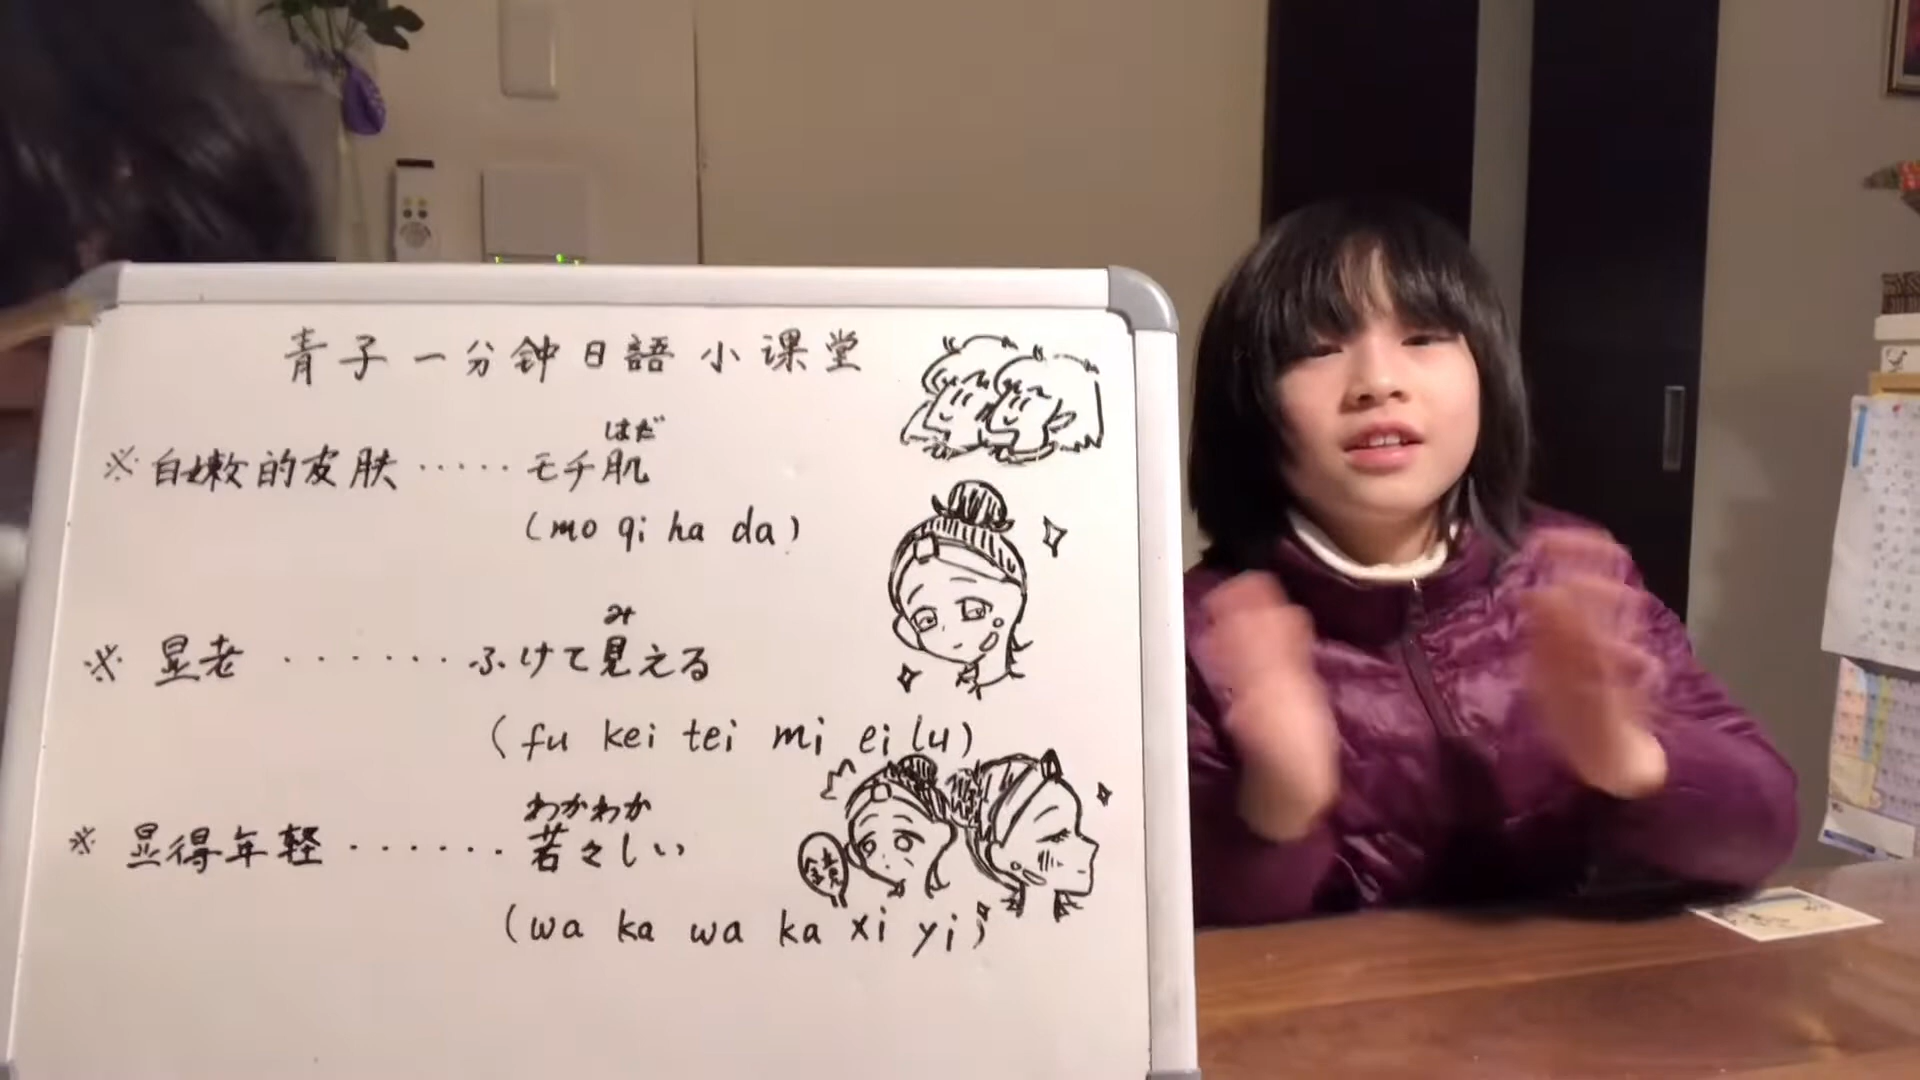 青子一分钟日語小课堂
はだ
※ 白嫩的皮肤 ····· モチ肌
(mo qi ha da)
み
※ 显老 ······· ふけて見える
(fu kei tei mi ei lu)
わかわか
※ 显得年轻 ······ 若々しい
鏡
(wa ka wa ka xi yi)